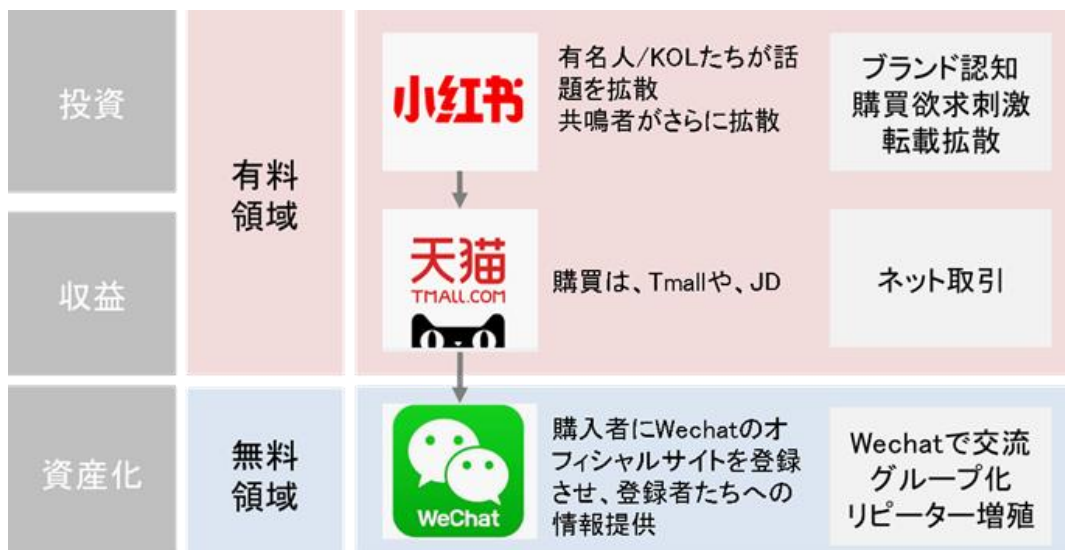 投資
有料
領域
小红书
有名人/KOLたちが話
題を拡散
共鳴者がさらに拡散
ブランド認知
購買欲求刺激
転載拡散
収益
天猫
TMALL.COM
購買は、Tmallや、JD
ネット取引
資産化
無料
領域
WeChat
購入者にWechatのオ
フィシャルサイトを登録
させ、登録者たちへの
情報提供
Wechatで交流
グループ化
リピーター増殖